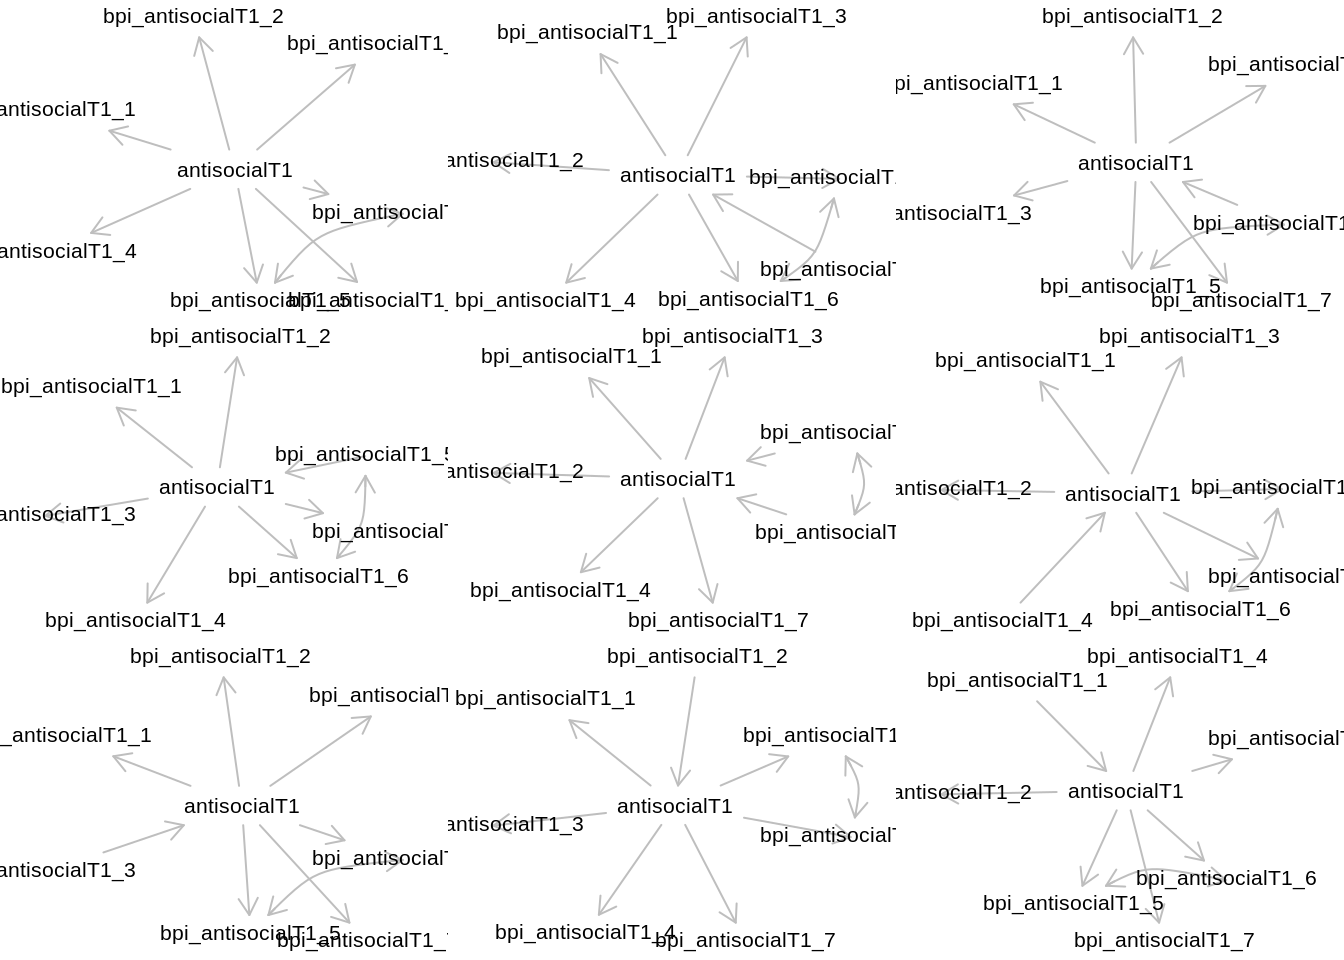 bpi_antisocialT1_2
bpi_antisocialT1_
antisocialT1_1
antisocialT1
bpi_antisocialT
antisocialT1_4
bpi_antisocialT1_5
bpi_antisocialT1_
bpi_antisocialT1_3
bpi_antisocialT1_1
antisocialT1_2
antisocialT1
bpi_antisocialT
bpi_antisocialT
bpi_antisocialT1_4
bpi_antisocialT1_6
bpi_antisocialT1_2
bpi_antisocialT
pi_antisocialT1_1
antisocialT1
antisocialT1_3
bpi_antisocialT1
bpi_antisocialT1_5
bpi_antisocialT1_7
bpi_antisocialT1_2
bpi_antisocialT1_1
bpi_antisocialT1_5
antisocialT1
antisocialT1_3
bpi_antisocialT
bpi_antisocialT1_6
bpi_antisocialT1_4
bpi_antisocialT1_3
bpi_antisocialT1_1
bpi_antisocialT
antisocialT1_2
antisocialT1
bpi_antisocialT
bpi_antisocialT1_4
bpi_antisocialT1_7
bpi_antisocialT1_3
bpi_antisocialT1_1
antisocialT1_2
antisocialT1
bpi_antisocialT1
bpi_antisocialT
bpi_antisocialT1_6
bpi_antisocialT1_4
bpi_antisocialT1_2
bpi_antisocialT
_antisocialT1_1
antisocialT1
bpi_antisocialT
antisocialT1_3
bpi_antisocialT1_5
bpi_antisocialT1_
bpi_antisocialT1_2
bpi_antisocialT1_1
bpi_antisocialT1
antisocialT1
antisocialT1_3
bpi_antisocialT
bpi_antisocialT1_4
bpi_antisocialT1_7
bpi_antisocialT1_4
bpi_antisocialT1_1
bpi_antisocialT
antisocialT1_2
antisocialT1
bpi_antisocialT1_6
bpi_antisocialT1_5
bpi_antisocialT1_7